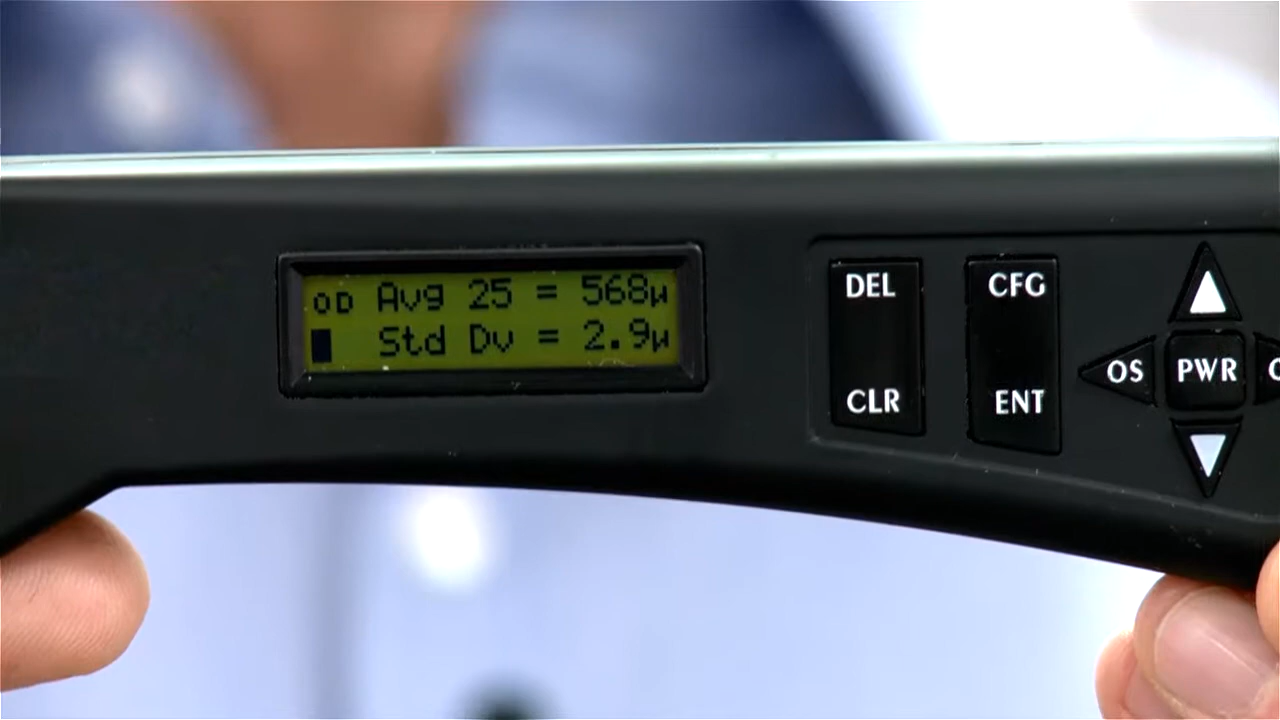 OD Avg 25 = 568µ
Std Dv = 2.9µ
DEL
CLR
CFG
ENT
OS
PWR